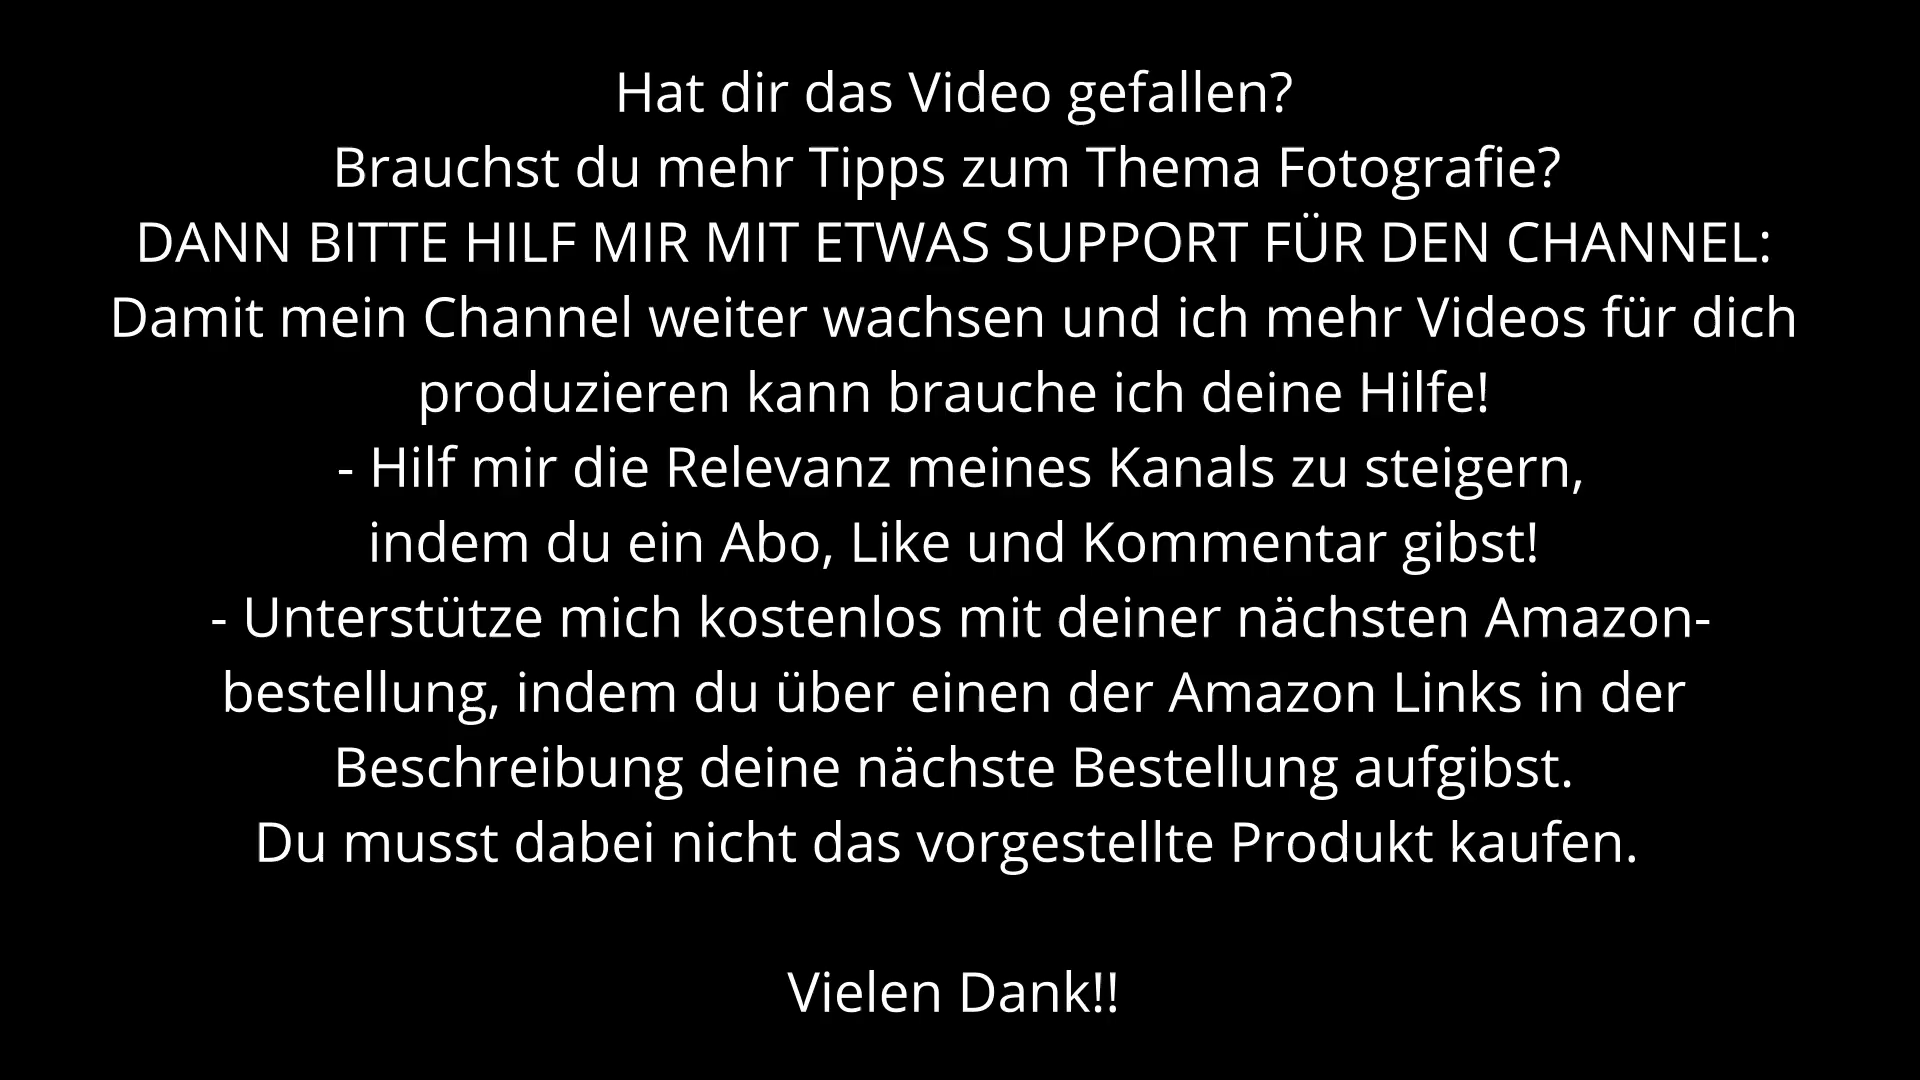 Hat dir das Video gefallen?
Brauchst du mehr Tipps zum Thema Fotografie?
DANN BITTE HILF MIR MIT ETWAS SUPPORT FÜR DEN CHANNEL:
Damit mein Channel weiter wachsen und ich mehr Videos für dich
produzieren kann brauche ich deine Hilfe!
- Hilf mir die Relevanz meines Kanals zu steigern,
indem du ein Abo, Like und Kommentar gibst!
- Unterstütze mich kostenlos mit deiner nächsten Amazon-
bestellung, indem du über einen der Amazon Links in der
Beschreibung deine nächste Bestellung aufgibst.
Du musst dabei nicht das vorgestellte Produkt kaufen.
Vielen Dank!!